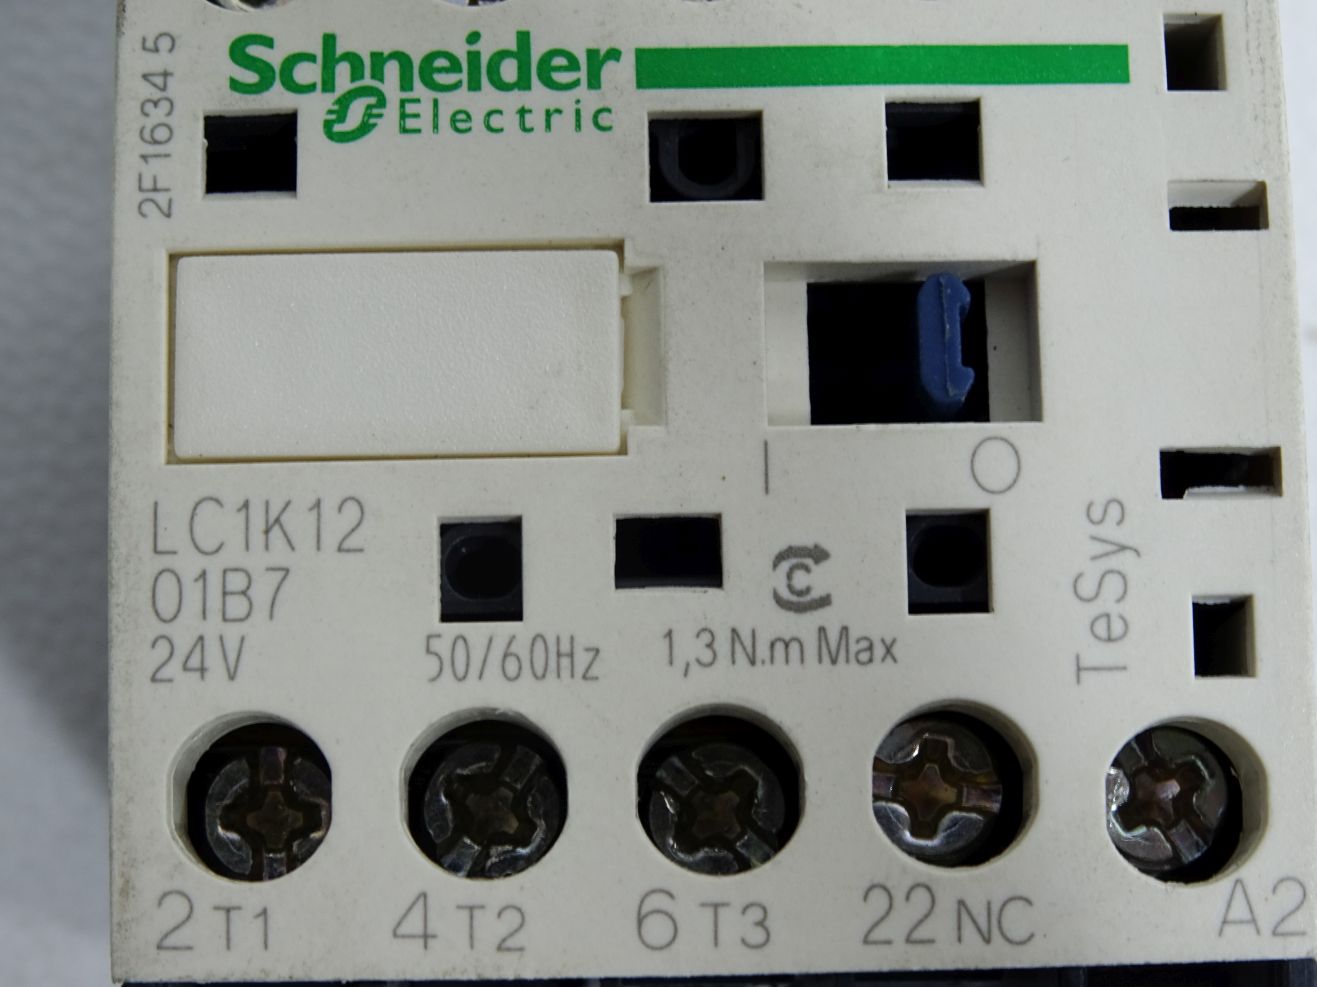 Schneider
Electric
2F1634 5
I O
LC1K12
01B7
24V 50/60Hz 1,3 N.m Max
TeSys
2 T1 4 T2 6 T3 22 NC A2